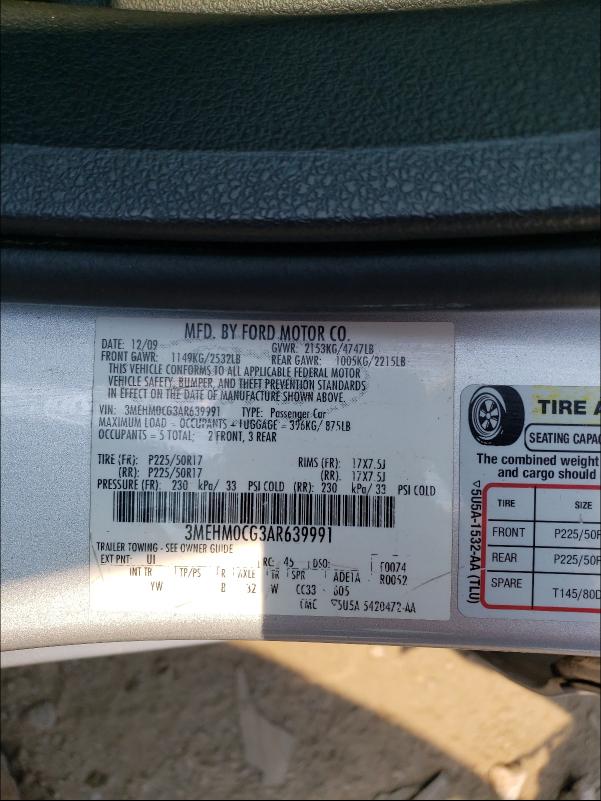 MFD. BY FORD MOTOR CO.
DATE: 12/09 GVWR: 2153KG/4747LB
FRONT GAWR: 1149KG/2532LB REAR GAWR: 1005KG/2215LB
THIS VEHICLE CONFORMS TO ALL APPLICABLE FEDERAL MOTOR
VEHICLE SAFETY, BUMPER, AND THEFT PREVENTION STANDARDS
IN EFFECT ON THE DATE OF MANUFACTURE SHOWN ABOVE.
VIN: 3MEHM0CG3AR639991 TYPE: Passenger Car
MAXIMUM LOAD = OCCUPANTS + LUGGAGE = 396KG/ 875LB
OCCUPANTS = 5 TOTAL; 2 FRONT, 3 REAR
TIRE (FR): P225/50R17 RIMS (FR): 17X7.5J
(RR): P225/50R17 (RR): 17X7.5J
PRESSURE (FR): 230 kPa/ 33 PSI COLD (RR): 230 kPa/ 33 PSI COLD
3MEHM0CG3AR639991
TRAILER TOWING - SEE OWNER GUIDE
EXT PNT: UI RC: 45 DSO: F0074
INT TR TP/PS R AXLE TR SPR ADE1A R0052
YW B 32 W CC33 605
5U5A 5420472-AA
TIRE A
SEATING CAPAC
The combined weight
and cargo should
TIRE SIZE
FRONT P225/50R
REAR P225/50R
SPARE T145/80D
5U5A-1532-AA (TLU)